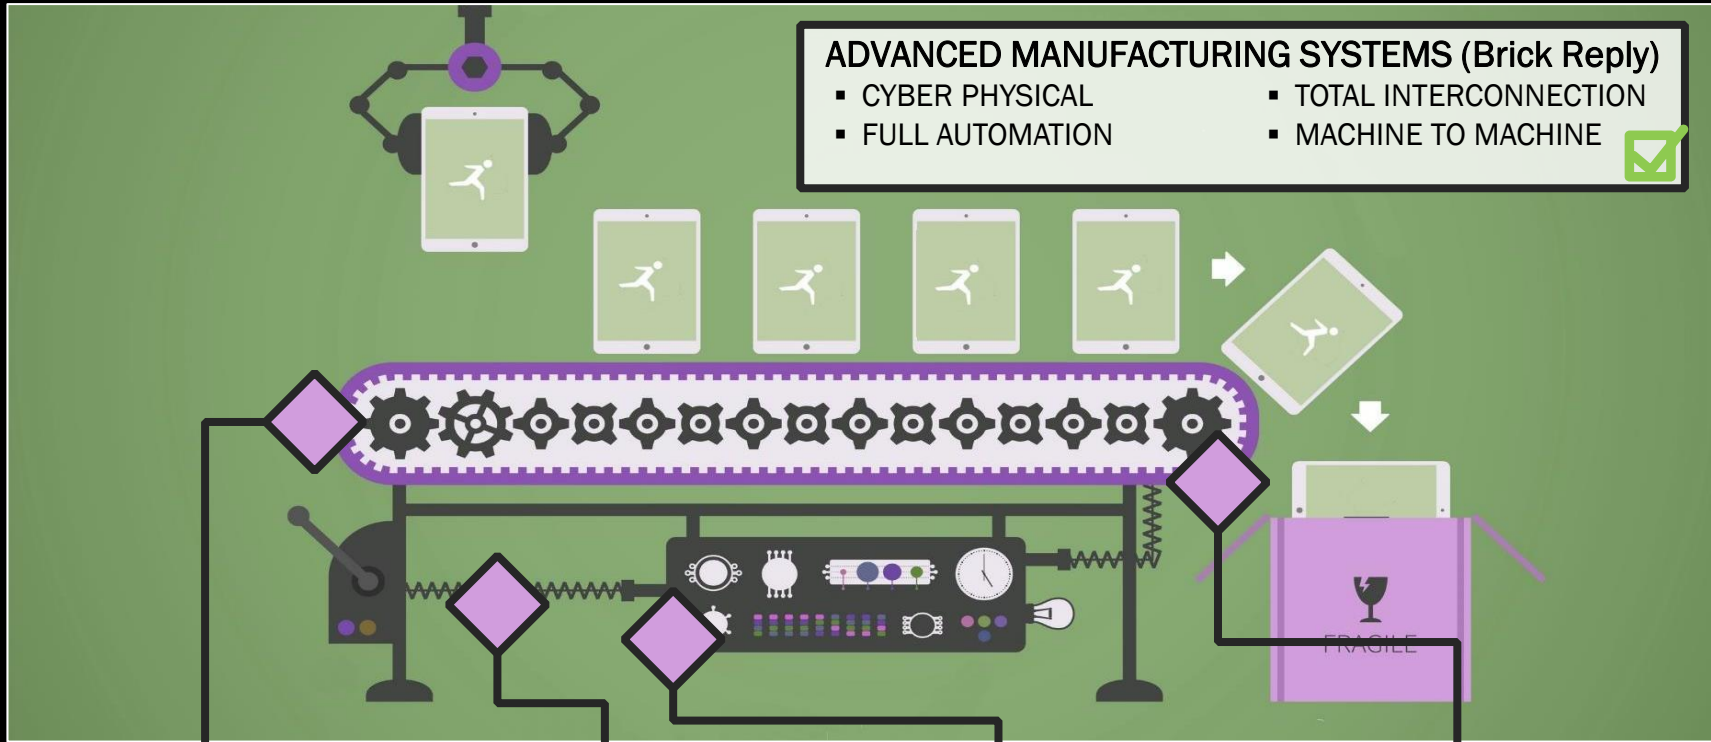 ADVANCED MANUFACTURING SYSTEMS (Brick Reply)
▪ CYBER PHYSICAL
▪ FULL AUTOMATION
▪ TOTAL INTERCONNECTION
▪ MACHINE TO MACHINE
FRAGILE